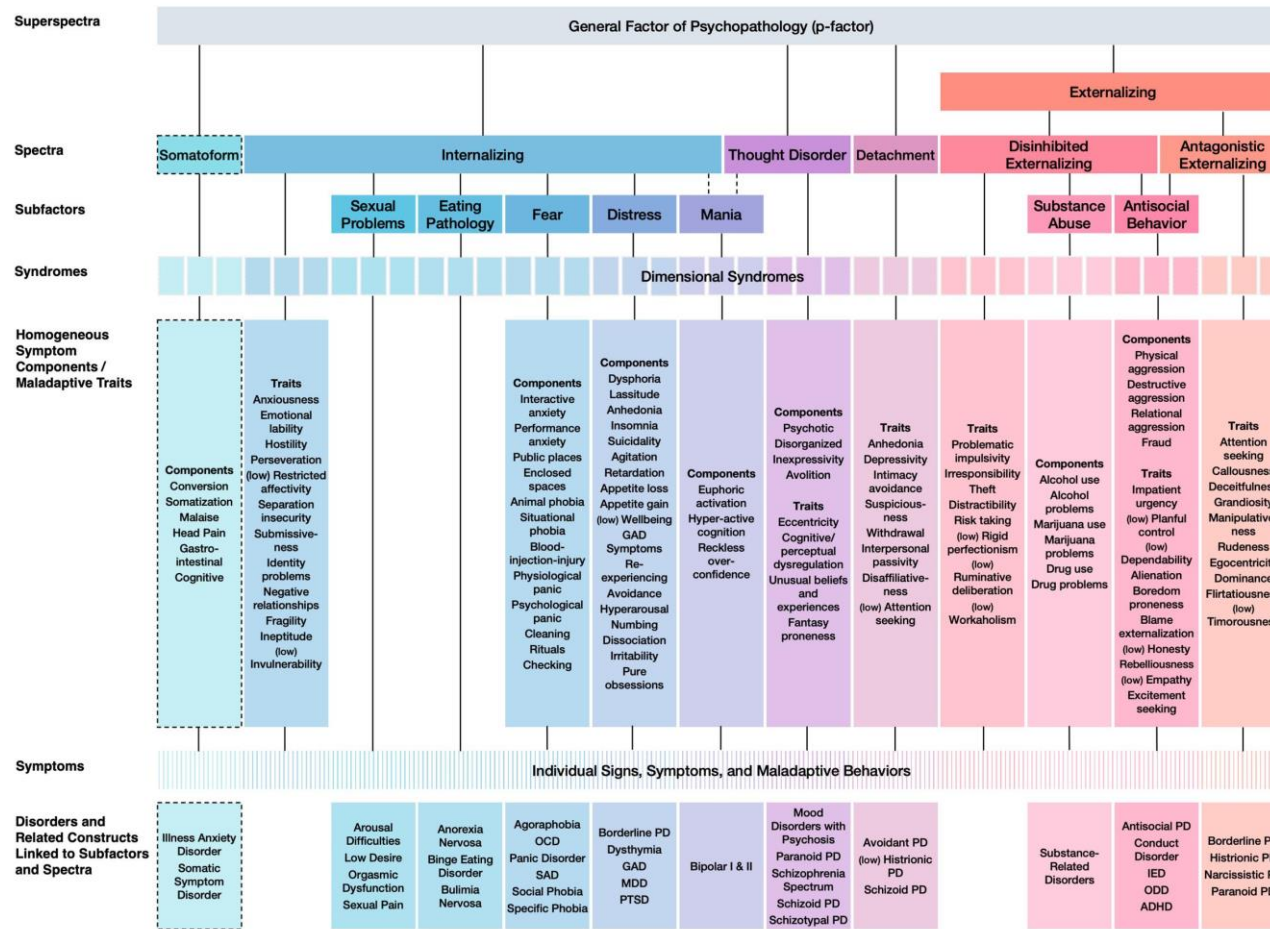 Superspectra
General Factor of Psychopathology (p-factor)
Externalizing
Spectra
Somatoform
Internalizing
Thought Disorder
Detachment
Disinhibited
Externalizing
Antagonistic
Externalizing
Subfactors
Sexual
Problems
Eating
Pathology
Fear
Distress
Mania
Substance
Abuse
Antisocial
Behavior
Syndromes
Dimensional Syndromes
Homogeneous
Symptom
Components /
Maladaptive Traits
Components
Conversion
Somatization
Malaise
Head Pain
Gastro-
intestinal
Cognitive
Traits
Anxiousness
Emotional
lability
Hostility
Perseveration
(low) Restricted
affectivity
Separation
insecurity
Submissive-
ness
Identity
problems
Negative
relationships
Fragility
Ineptitude
(low)
Invulnerability
Components
Interactive
anxiety
Performance
anxiety
Public places
Enclosed
spaces
Animal phobia
Situational
phobia
Blood-
injection-injury
Physiological
panic
Psychological
panic
Cleaning
Rituals
Checking
Components
Dysphoria
Lassitude
Anhedonia
Insomnia
Suicidality
Agitation
Retardation
Appetite loss
Appetite gain
(low) Wellbeing
GAD
Symptoms
Re-
experiencing
Avoidance
Hyperarousal
Numbing
Dissociation
Irritability
Pure
obsessions
Components
Euphoric
activation
Hyper-active
cognition
Reckless
over-
confidence
Components
Psychotic
Disorganized
Inexpressivity
Avolition
Traits
Eccentricity
Cognitive/
perceptual
dysregulation
Unusual beliefs
and
experiences
Fantasy
proneness
Traits
Anhedonia
Depressivity
Intimacy
avoidance
Suspicious-
ness
Withdrawal
Interpersonal
passivity
Disaffiliative-
ness
(low) Attention
seeking
Traits
Problematic
impulsivity
Irresponsibility
Theft
Distractibility
Risk taking
(low) Rigid
perfectionism
(low)
Ruminative
deliberation
(low)
Workaholism
Components
Alcohol use
Alcohol
problems
Marijuana use
Marijuana
problems
Drug use
Drug problems
Components
Physical
aggression
Destructive
aggression
Relational
aggression
Fraud
Traits
Impatient
urgency
(low) Planful
control
(low)
Dependability
Alienation
Boredom
proneness
Blame
externalization
(low) Honesty
Rebelliousness
(low) Empathy
Excitement
seeking
Traits
Attention
seeking
Callousness
Deceitfulnes
Grandiosity
Manipulative
ness
Rudeness
Egocentricity
Dominance
Flirtatiousnes
(low)
Timorousnes
Symptoms
Individual Signs, Symptoms, and Maladaptive Behaviors
Disorders and
Related Constructs
Linked to Subfactors
and Spectra
Illness Anxiety
Disorder
Somatic
Symptom
Disorder
Arousal
Difficulties
Low Desire
Orgasmic
Dysfunction
Sexual Pain
Anorexia
Nervosa
Binge Eating
Disorder
Bulimia
Nervosa
Agoraphobia
OCD
Panic Disorder
SAD
Social Phobia
Specific Phobia
Borderline PD
Dysthymia
GAD
MDD
PTSD
Bipolar I & II
Mood
Disorders with
Psychosis
Paranoid PD
Schizophrenia
Spectrum
Schizoid PD
Schizotypal PD
Avoidant PD
(low) Histrionic
PD
Schizoid PD
Substance-
Related
Disorders
Antisocial PD
Conduct
Disorder
IED
ODD
ADHD
Borderline PD
Histrionic PD
Narcissistic PD
Paranoid PD